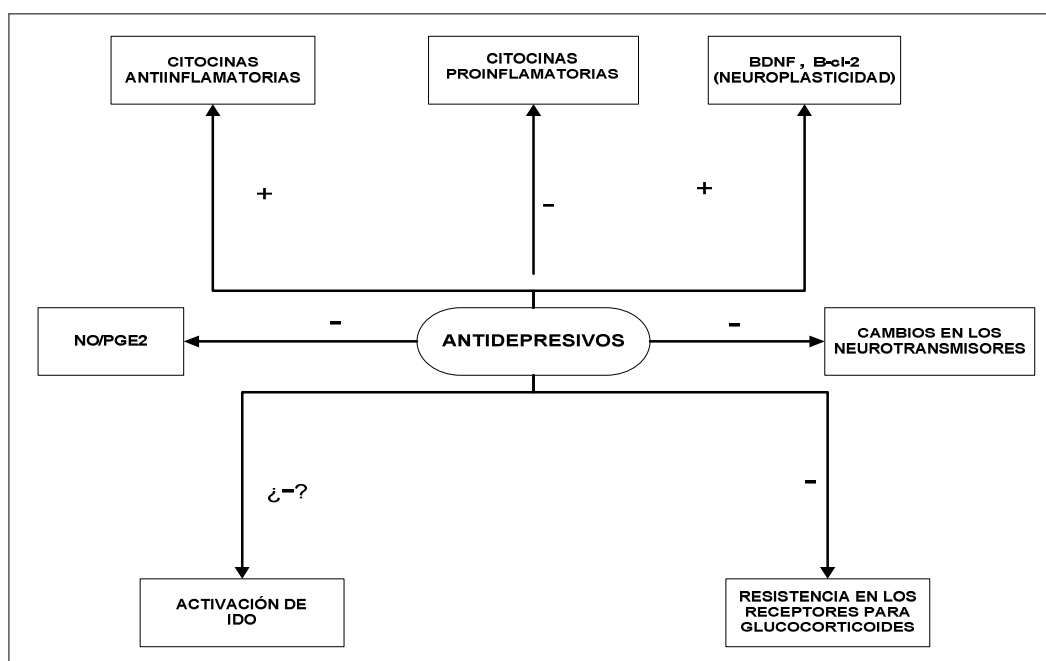 CITOCINAS
ANTIINFLAMATORIAS
CITOCINAS
PROINFLAMATORIAS
BDNF , B-cl-2
(NEUROPLASTICIDAD)
+
-
+
NO/PGE2
-
ANTIDEPRESIVOS
-
CAMBIOS EN LOS
NEUROTRANSMISORES
¿-?
-
ACTIVACIÓN DE
IDO
RESISTENCIA EN LOS
RECEPTORES PARA
GLUCOCORTICOIDES